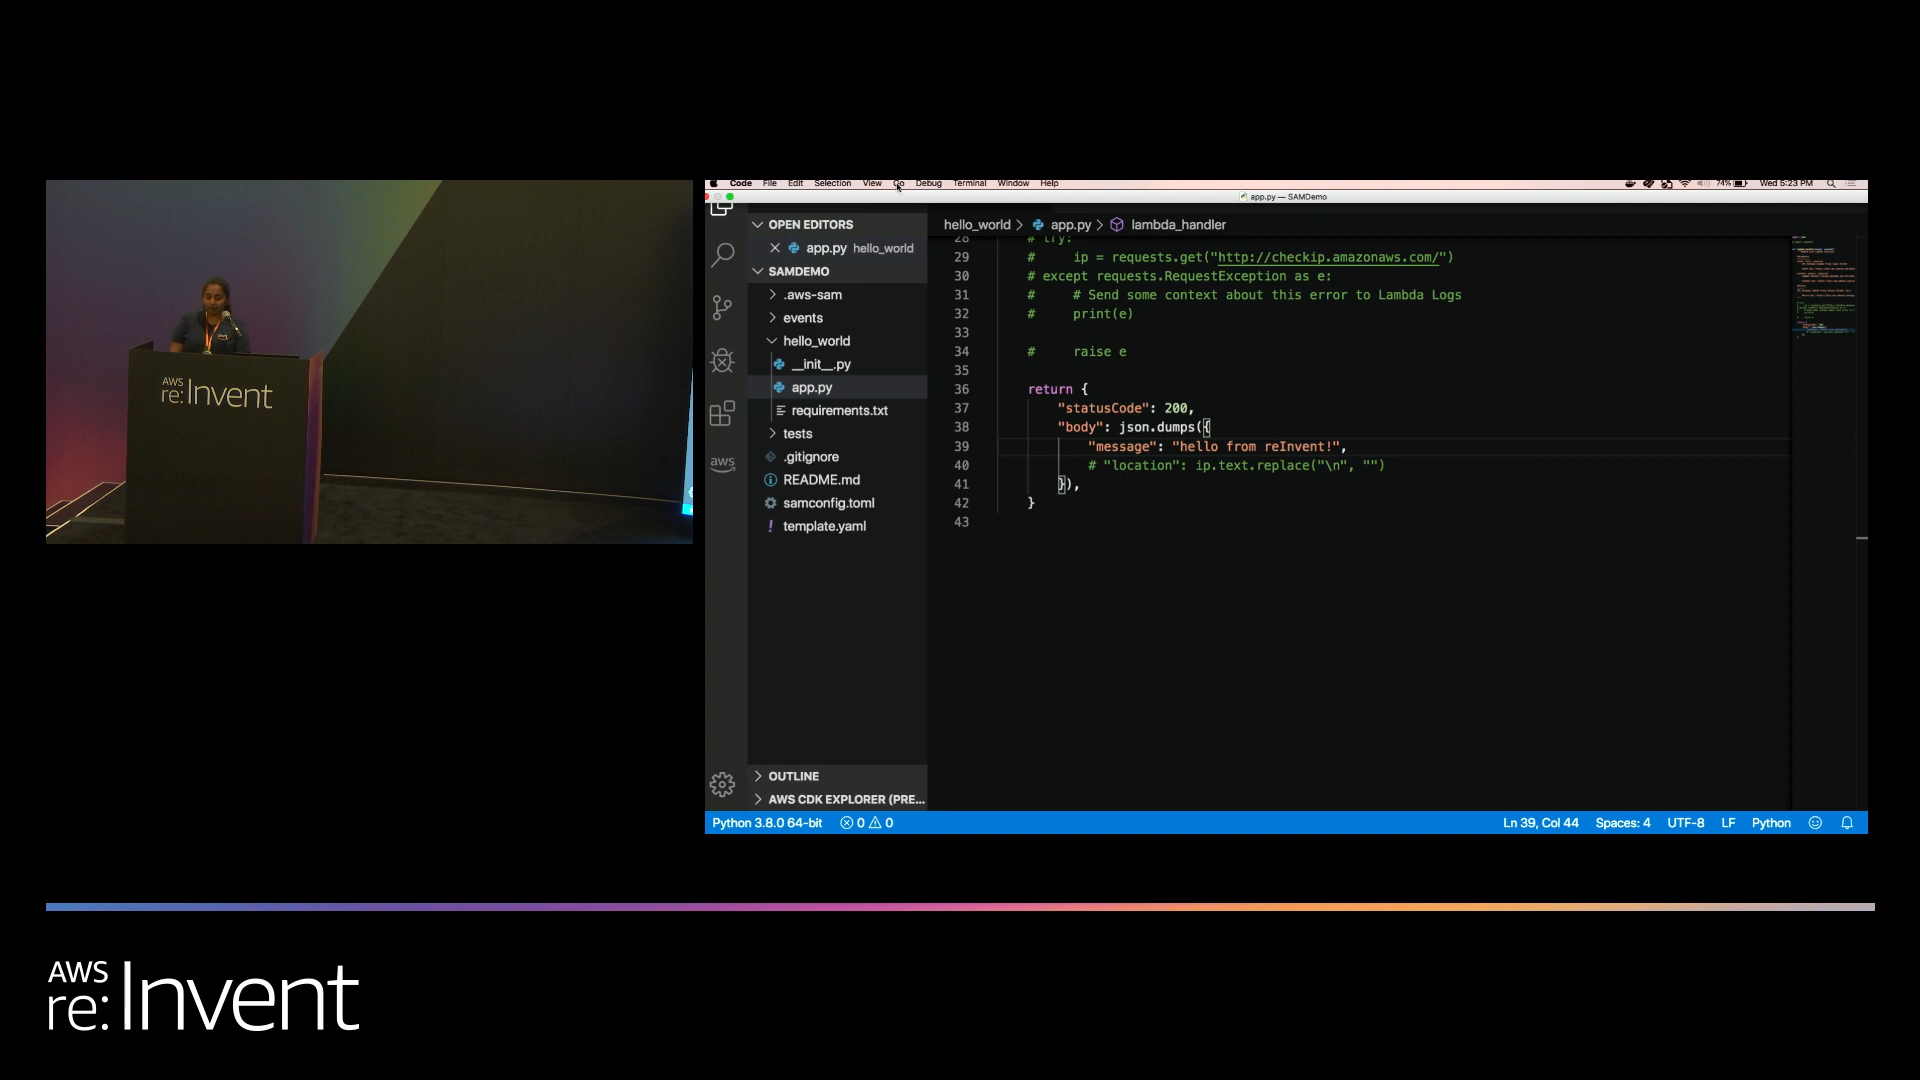 Code File Edit Selection View Go Debug Terminal Window Help
74% Wed 5:23 PM
app.py — SAMDemo
OPEN EDITORS
app.py hello_world
SAMDEMO
.aws-sam
events
hello_world
__init__.py
app.py
requirements.txt
tests
.gitignore
README.md
samconfig.toml
template.yaml
OUTLINE
AWS CDK EXPLORER (PRE...
aws
hello_world > app.py > lambda_handler
28 # try:
29 #     ip = requests.get("http://checkip.amazonaws.com/")
30 # except requests.RequestException as e:
31 #     # Send some context about this error to Lambda Logs
32 #     print(e)
33
34 #     raise e
35
36 return {
37     "statusCode": 200,
38     "body": json.dumps({
39         "message": "hello from reInvent!",
40         # "location": ip.text.replace("\n", "")
41     }),
42 }
43
Python 3.8.0 64-bit 0 0
Ln 39, Col 44 Spaces: 4 UTF-8 LF Python
aws
AWS
re:Invent
AWS
re:Invent